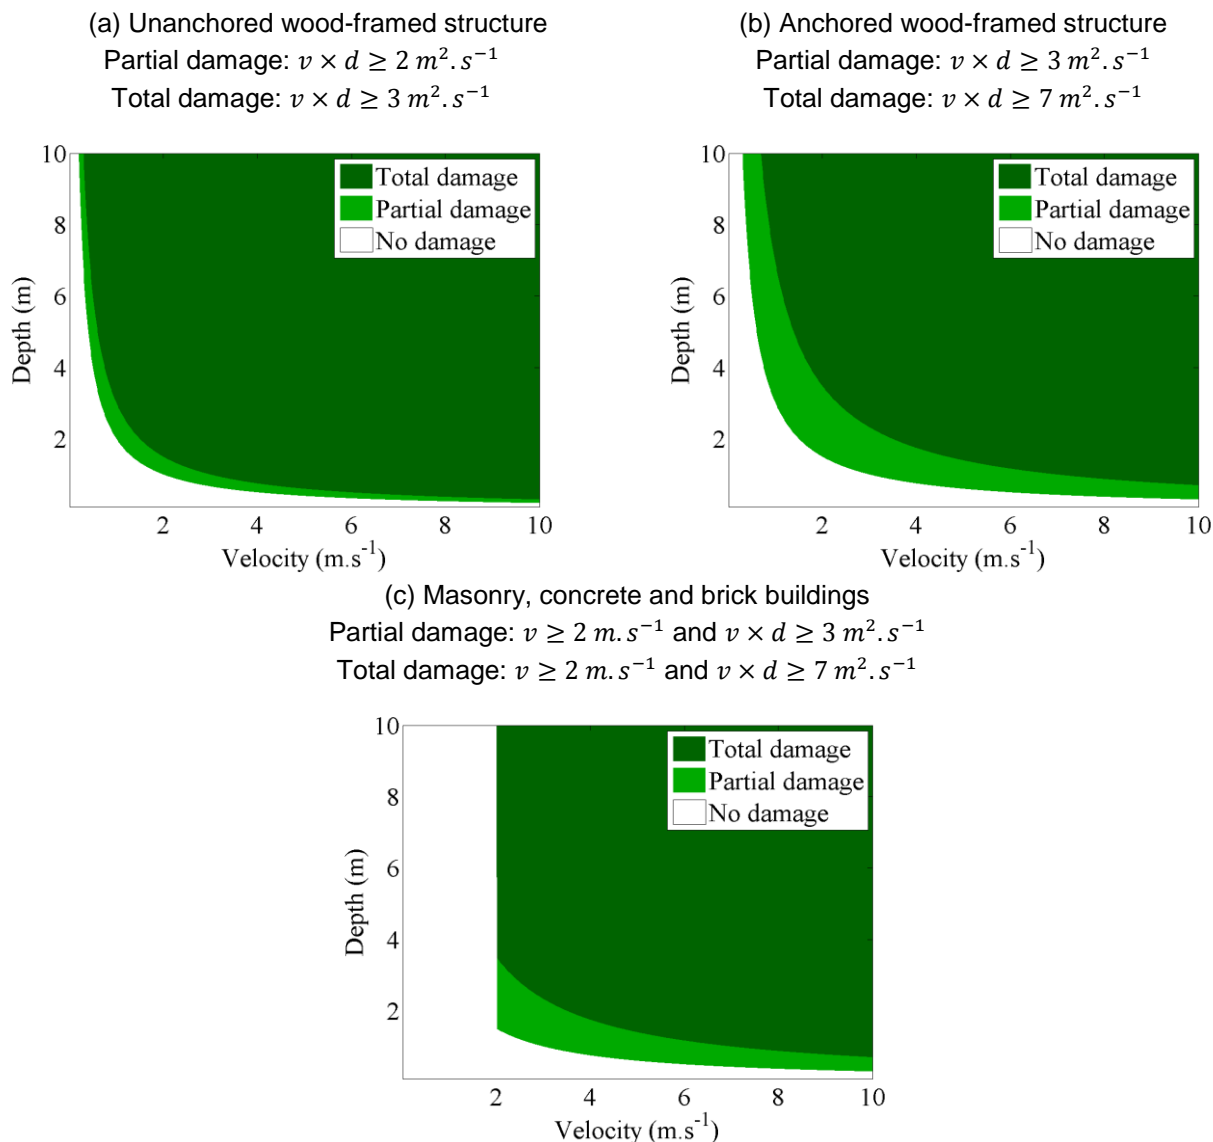 (a) Unanchored wood-framed structure
Partial damage: v × d ≥ 2 m².s⁻¹
Total damage: v × d ≥ 3 m².s⁻¹
10
8
6
4
2
Depth (m)
Total damage
Partial damage
No damage
2 4 6 8 10
Velocity (m.s⁻¹)
(b) Anchored wood-framed structure
Partial damage: v × d ≥ 3 m².s⁻¹
Total damage: v × d ≥ 7 m².s⁻¹
10
8
6
4
2
Depth (m)
Total damage
Partial damage
No damage
2 4 6 8 10
Velocity (m.s⁻¹)
(c) Masonry, concrete and brick buildings
Partial damage: v ≥ 2 m.s⁻¹ and v × d ≥ 3 m².s⁻¹
Total damage: v ≥ 2 m.s⁻¹ and v × d ≥ 7 m².s⁻¹
10
8
6
4
2
Depth (m)
Total damage
Partial damage
No damage
2 4 6 8 10
Velocity (m.s⁻¹)